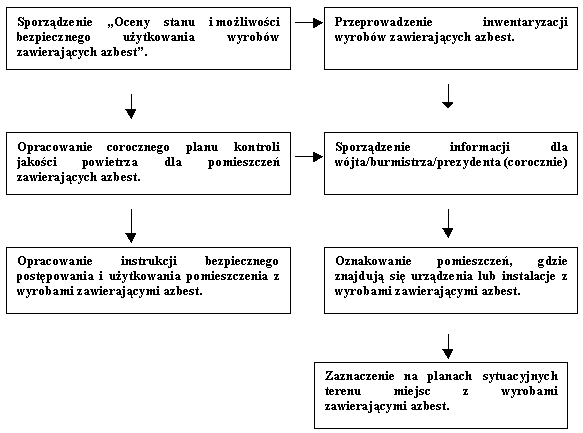 Sporządzenie „Oceny stanu i możliwości
bezpiecznego użytkowania wyrobów
zawierających azbest”.
Przeprowadzenie inwentaryzacji
wyrobów zawierających azbest.
Opracowanie corocznego planu kontroli
jakości powietrza dla pomieszczeń
zawierających azbest.
Sporządzenie informacji dla
wójta/burmistrza/prezydenta (corocznie)
Opracowanie instrukcji bezpiecznego
postępowania i użytkowania pomieszczenia z
wyrobami zawierającymi azbest.
Oznakowanie pomieszczeń, gdzie
znajdują się urządzenia lub instalacje z
wyrobami zawierającymi azbest.
Zaznaczenie na planach sytuacyjnych
terenu miejsc z wyrobami
zawierającymi azbest.